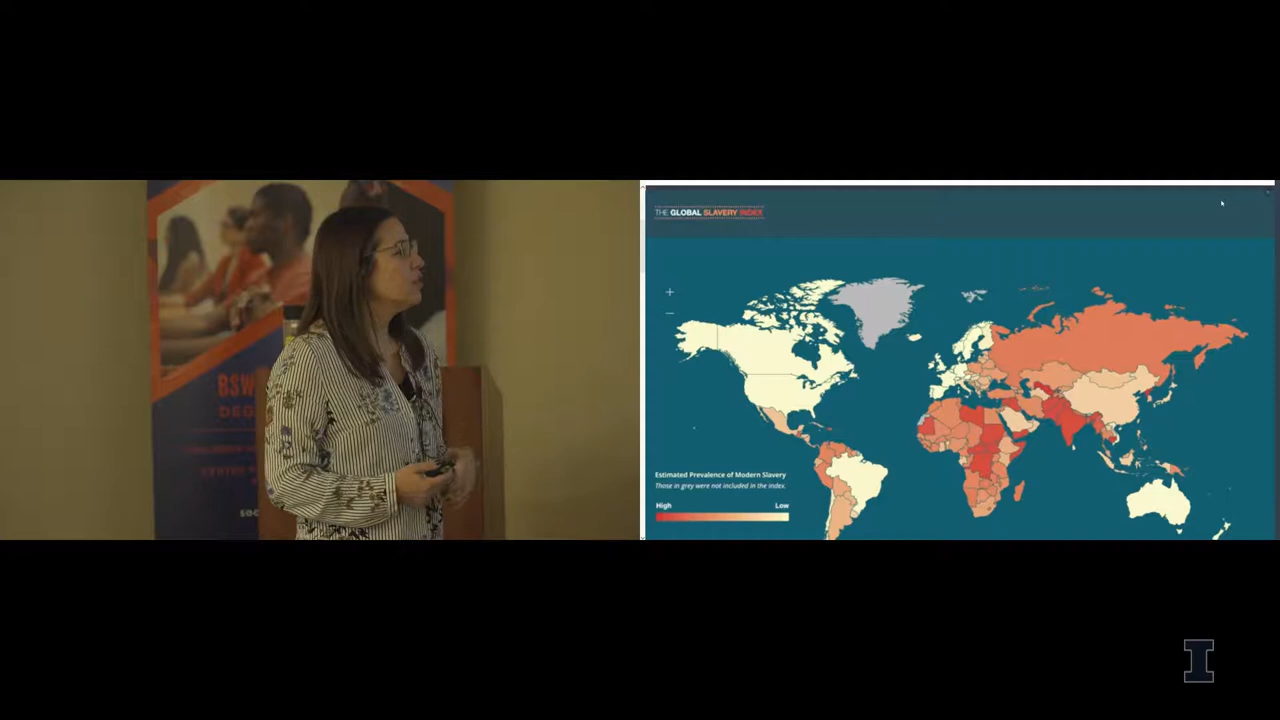 BSW
DEG
THE GLOBAL SLAVERY INDEX
+
−
Estimated Prevalence of Modern Slavery
Those in grey were not included in the index.
High Low
I